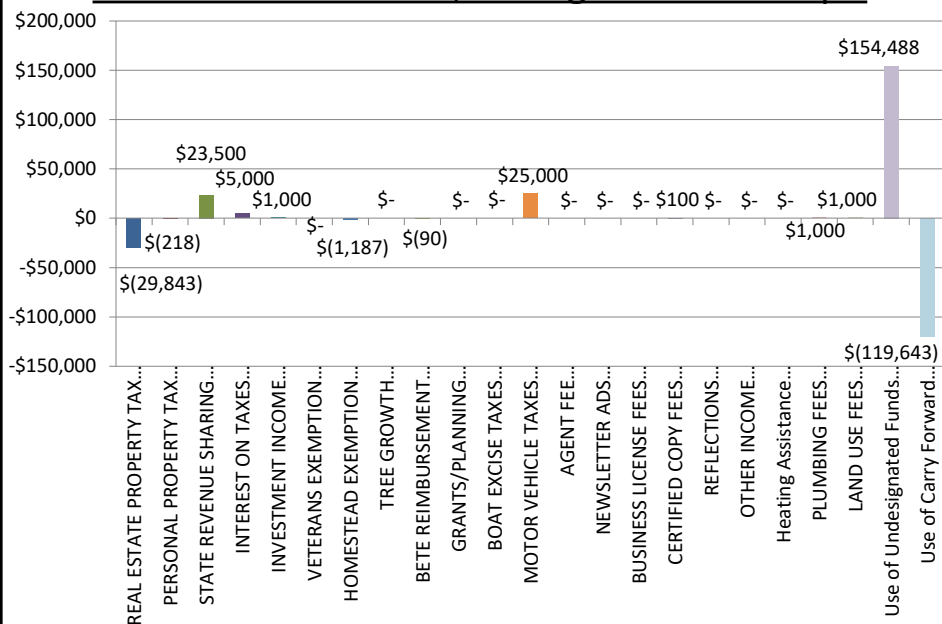 $200,000
$150,000
$100,000
$50,000
$0
-$50,000
-$100,000
-$150,000
$(29,843)
$(218)
$23,500
$5,000
$1,000
$-
$(1,187)
$-
$(90)
$-
$-
$25,000
$-
$-
$-
$100
$-
$-
$-
$1,000
$1,000
$154,488
$(119,643)
REAL ESTATE PROPERTY TAX…
PERSONAL PROPERTY TAX…
STATE REVENUE SHARING…
INTEREST ON TAXES…
INVESTMENT INCOME…
VETERANS EXEMPTION…
HOMESTEAD EXEMPTION…
TREE GROWTH…
BETE REIMBURSEMENT…
GRANTS/PLANNING…
BOAT EXCISE TAXES…
MOTOR VEHICLE TAXES…
AGENT FEE…
NEWSLETTER ADS…
BUSINESS LICENSE FEES…
CERTIFIED COPY FEES…
REFLECTIONS…
OTHER INCOME…
Heating Assistance…
PLUMBING FEES…
LAND USE FEES…
Use of Undesignated Funds…
Use of Carry Forward…